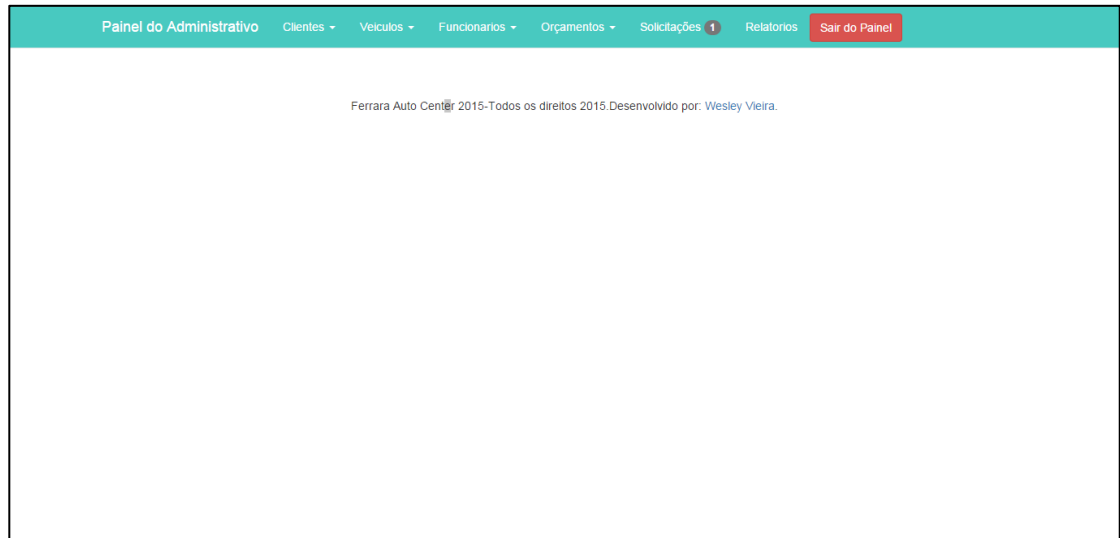 Painel do Administrativo Clientes Veiculos Funcionarios Orçamentos Solicitações 1 Relatorios Sair do Painel
Ferrara Auto Center 2015-Todos os direitos 2015.Desenvolvido por: Wesley Vieira.